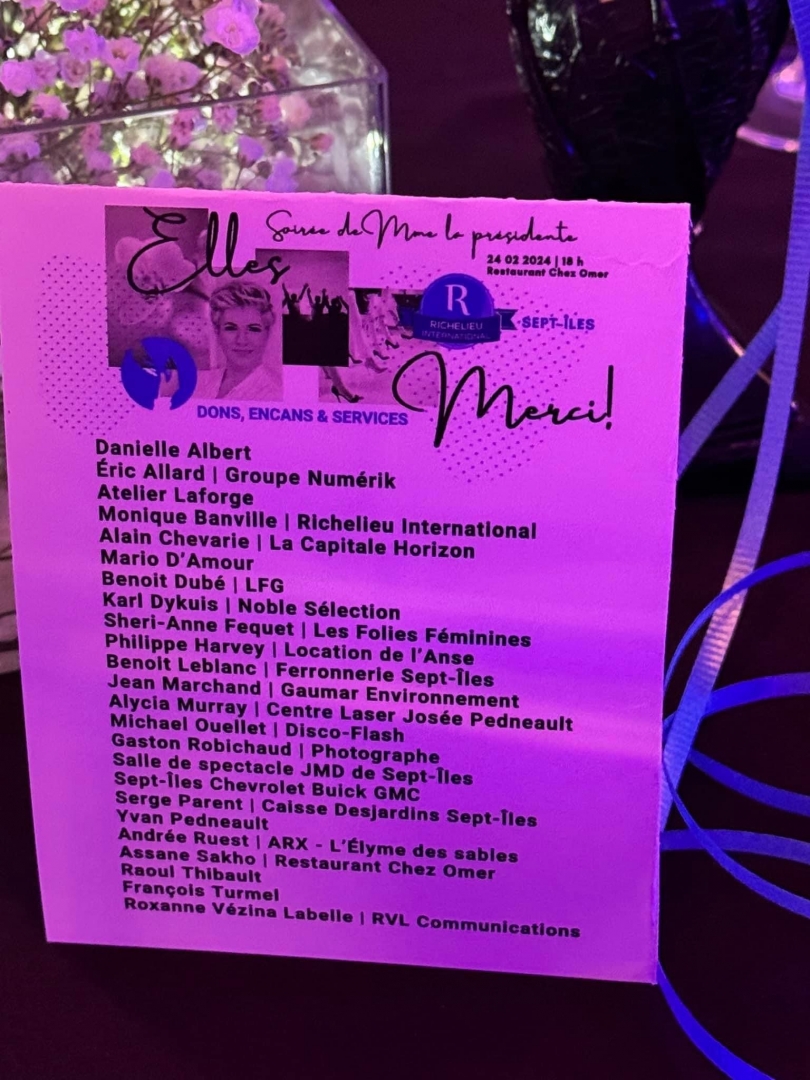 Elles
Soirée de Mme la présidente
24 02 2024 | 18 h
Restaurant Chez Omer
R
RICHELIEU
INTERNATIONAL
SEPT-ÎLES
Merci!
DONS, ENCANS & SERVICES
Danielle Albert
Éric Allard | Groupe Numérik
Atelier Laforge
Monique Banville | Richelieu International
Alain Chevarie | La Capitale Horizon
Mario D'Amour
Benoit Dubé | LFG
Karl Dykuis | Noble Sélection
Sheri-Anne Fequet | Les Folies Féminines
Philippe Harvey | Location de l'Anse
Benoit Leblanc | Ferronnerie Sept-Îles
Jean Marchand | Gaumar Environnement
Alycia Murray | Centre Laser Josée Pedneault
Michael Ouellet | Disco-Flash
Gaston Robichaud | Photographe
Salle de spectacle JMD de Sept-Îles
Sept-Îles Chevrolet Buick GMC
Serge Parent | Caisse Desjardins Sept-Îles
Yvan Pedneault
Andrée Ruest | ARX - L'Élyme des sables
Assane Sakho | Restaurant Chez Omer
Raoul Thibault
François Turmel
Roxanne Vézina Labelle | RVL Communications